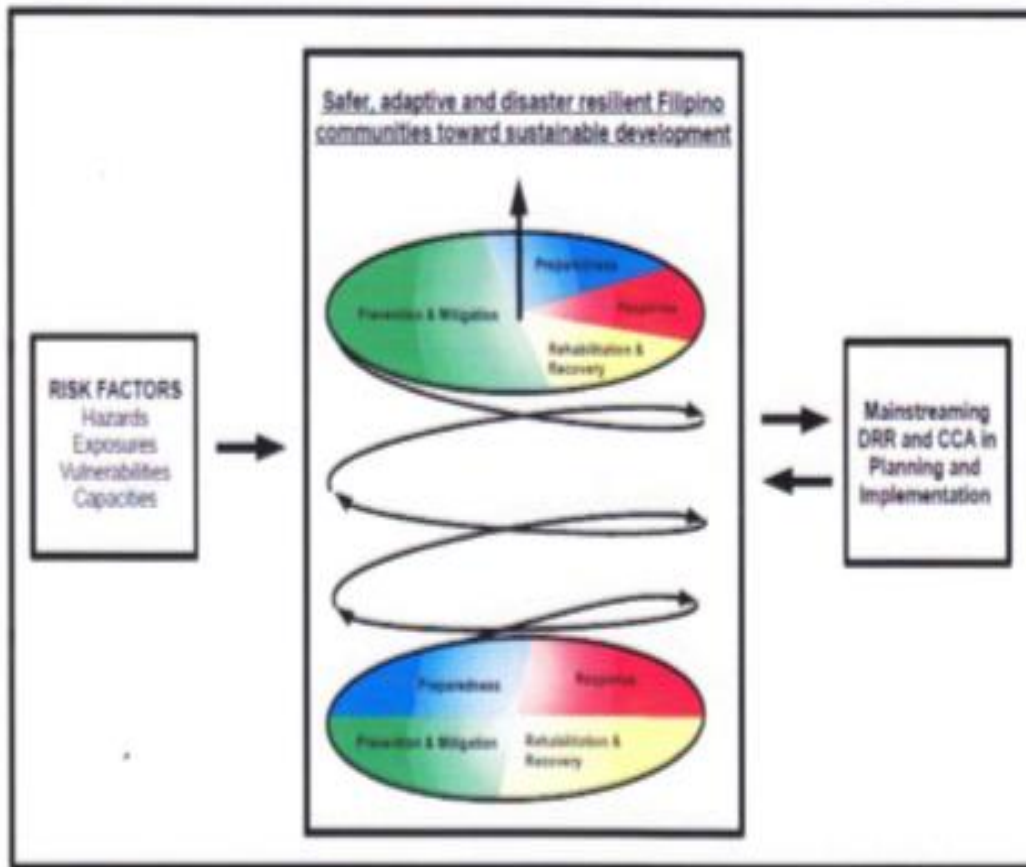 Safer, adaptive and disaster resilient Filipino
communities toward sustainable development
Preparedness
Prevention & Mitigation
Response
Rehabilitation &
Recovery
RISK FACTORS
Hazards
Exposures
Vulnerabilities
Capacities
Mainstreaming
DRR and CCA in
Planning and
Implementation
Preparedness
Response
Prevention & Mitigation
Rehabilitation &
Recovery